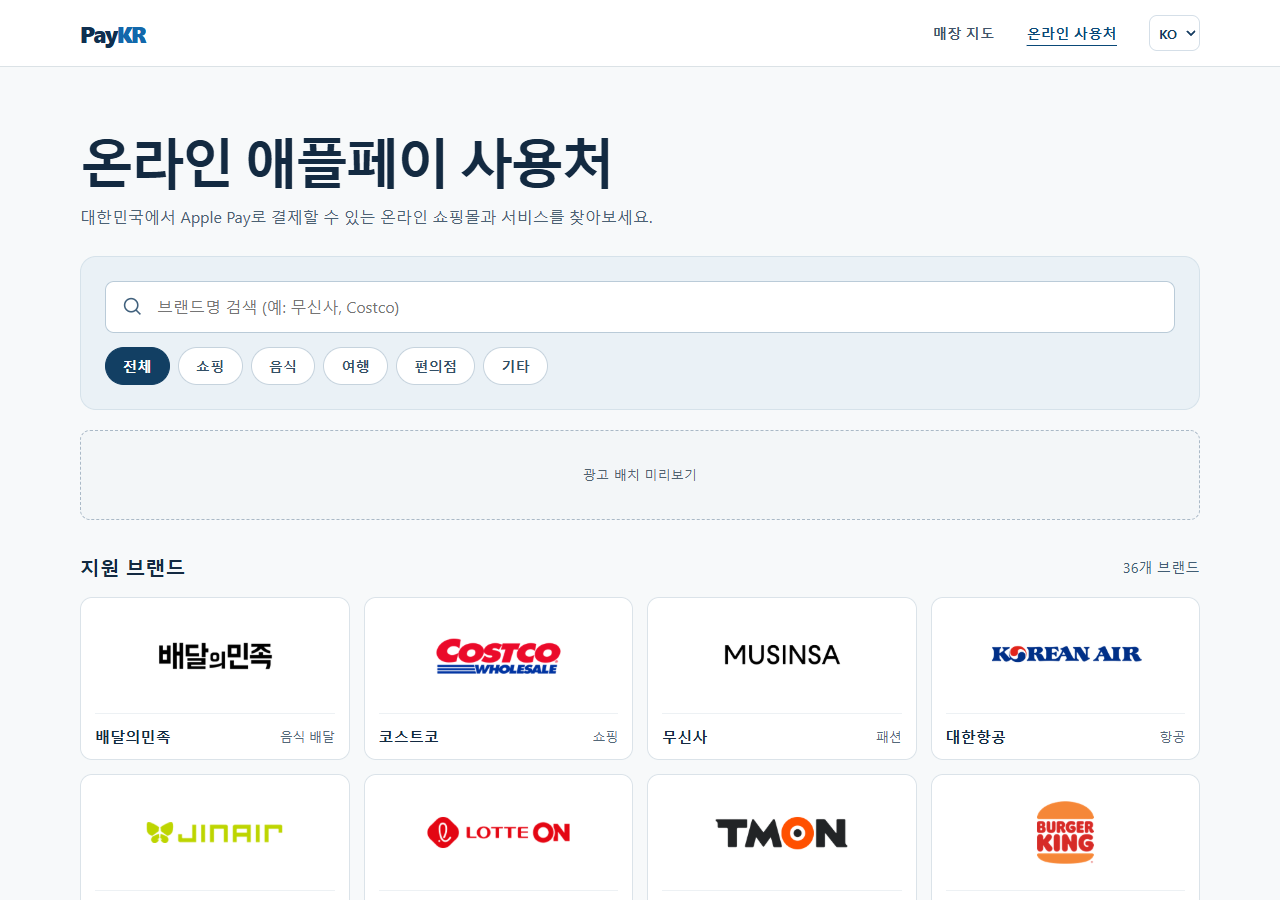 PayKR
매장 지도
온라인 사용처
KO
온라인 애플페이 사용처
대한민국에서 Apple Pay로 결제할 수 있는 온라인 쇼핑몰과 서비스를 찾아보세요.
브랜드명 검색 (예: 무신사, Costco)
전체
쇼핑
음식
여행
편의점
기타
광고 배치 미리보기
지원 브랜드
36개 브랜드
배달의민족
COSTCO
WHOLESALE
MUSINSA
KOREAN AIR
배달의민족
음식 배달
코스트코
쇼핑
무신사
패션
대한항공
항공
JINAIR
LOTTE ON
TMON
BURGER
KING